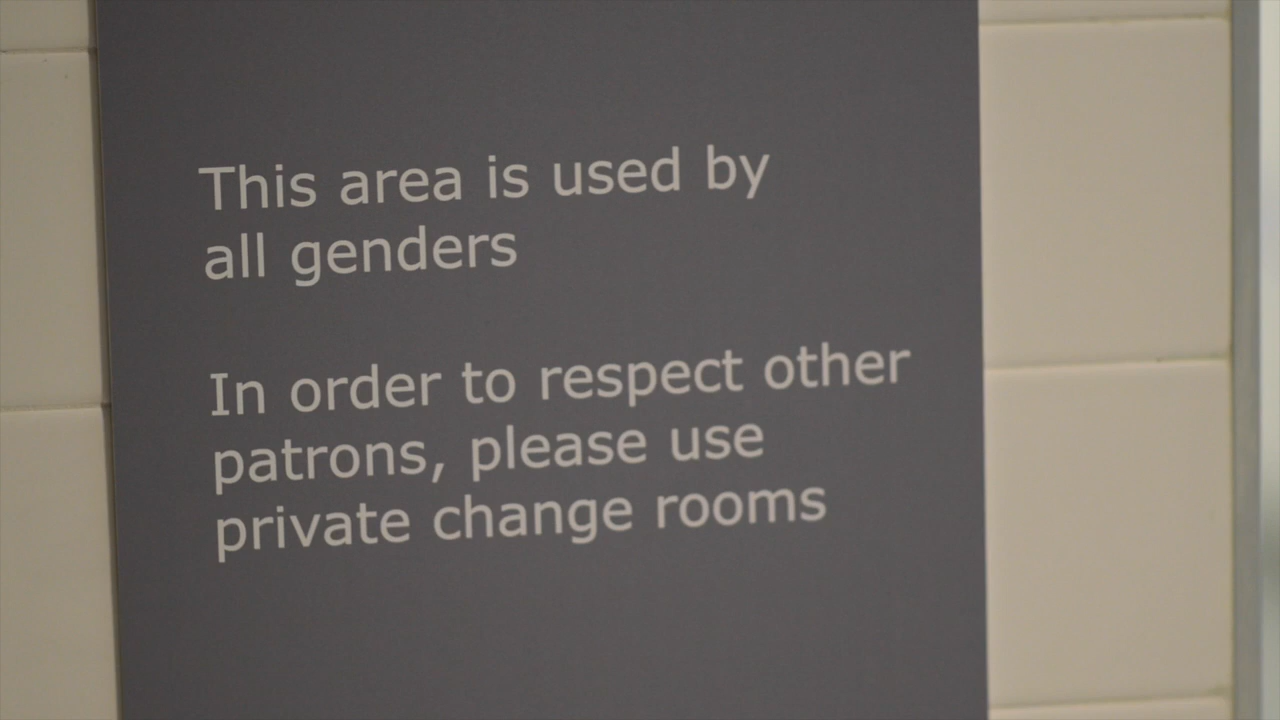 This area is used by
all genders
In order to respect other
patrons, please use
private change rooms